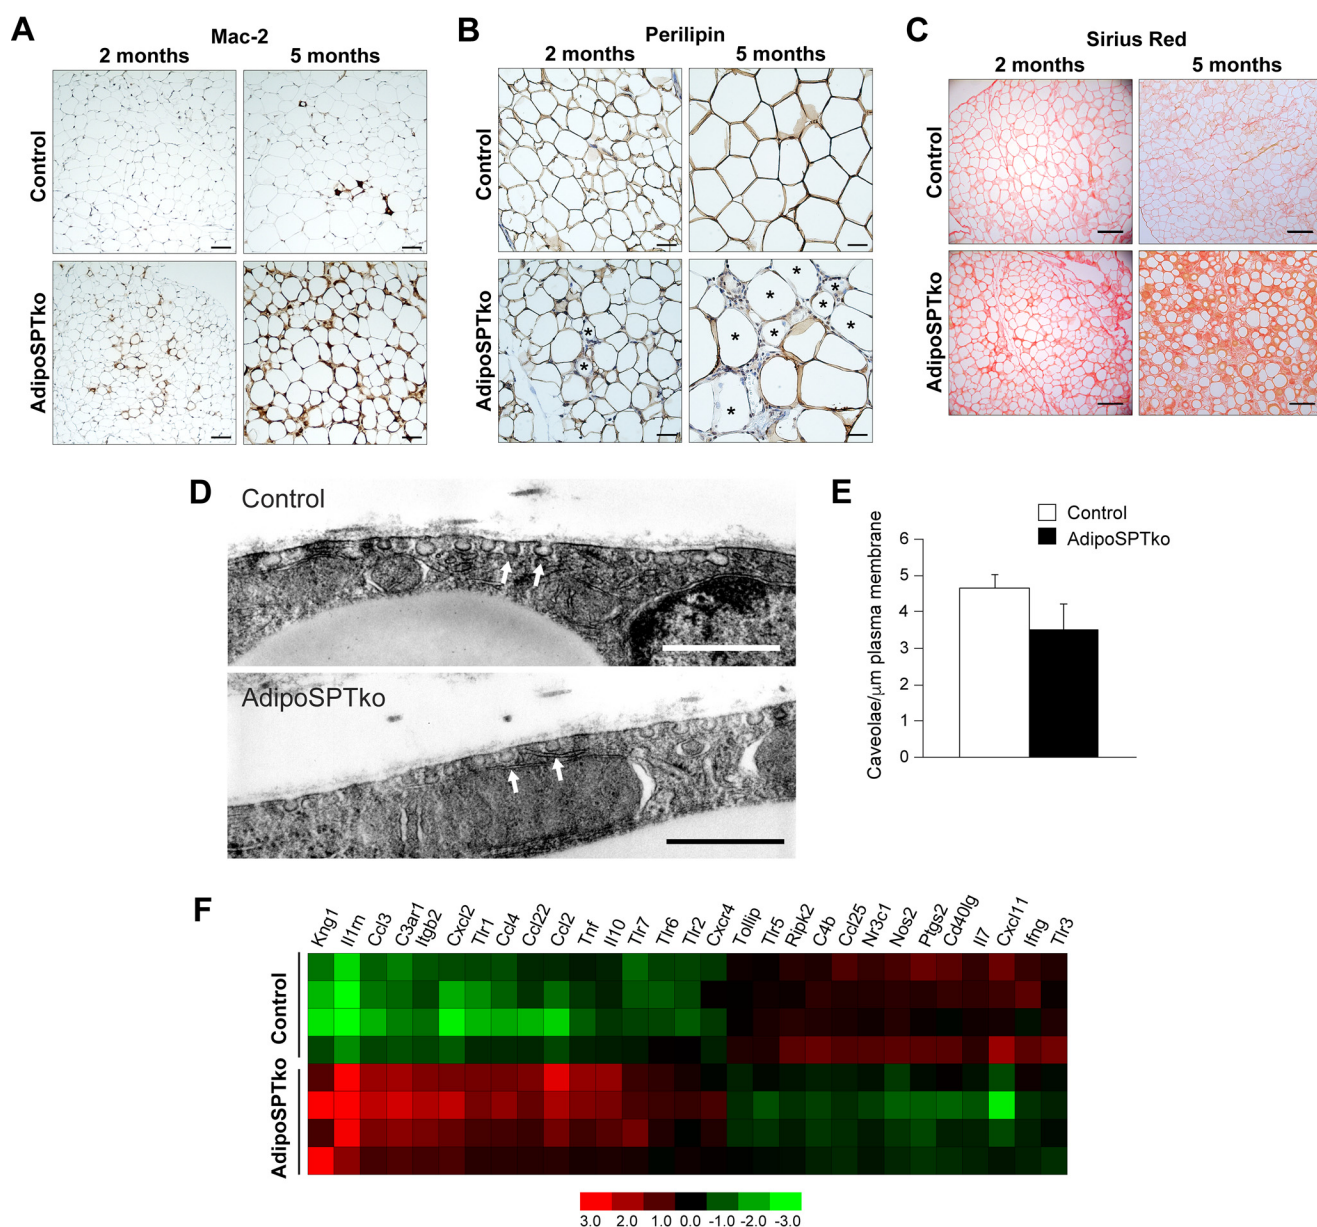 A
Mac-2
2 months
5 months
Control
AdipoSPTko
B
Perilipin
2 months
5 months
Control
AdipoSPTko
* * * * * * * * * *
C
Sirius Red
2 months
5 months
Control
AdipoSPTko
D
Control
AdipoSPTko
E
Control
AdipoSPTko
Caveolae/μm plasma membrane
6
5
4
3
2
1
0
F
Kng1 Il1rn Ccl3 C3ar1 Itgb2 Cxcl2 Tlr1 Ccl4 Ccl22 Ccl2 Tnf Il10 Tlr7 Tlr6 Tlr2 Cxcr4 Tollip Tlr5 Ripk2 C4b Ccl25 Nr3c1 Nos2 Ptgs2 Cd40lg Il7 Cxcl11 Ifng Tlr3
Control
AdipoSPTko
3.0 2.0 1.0 0.0 -1.0 -2.0 -3.0